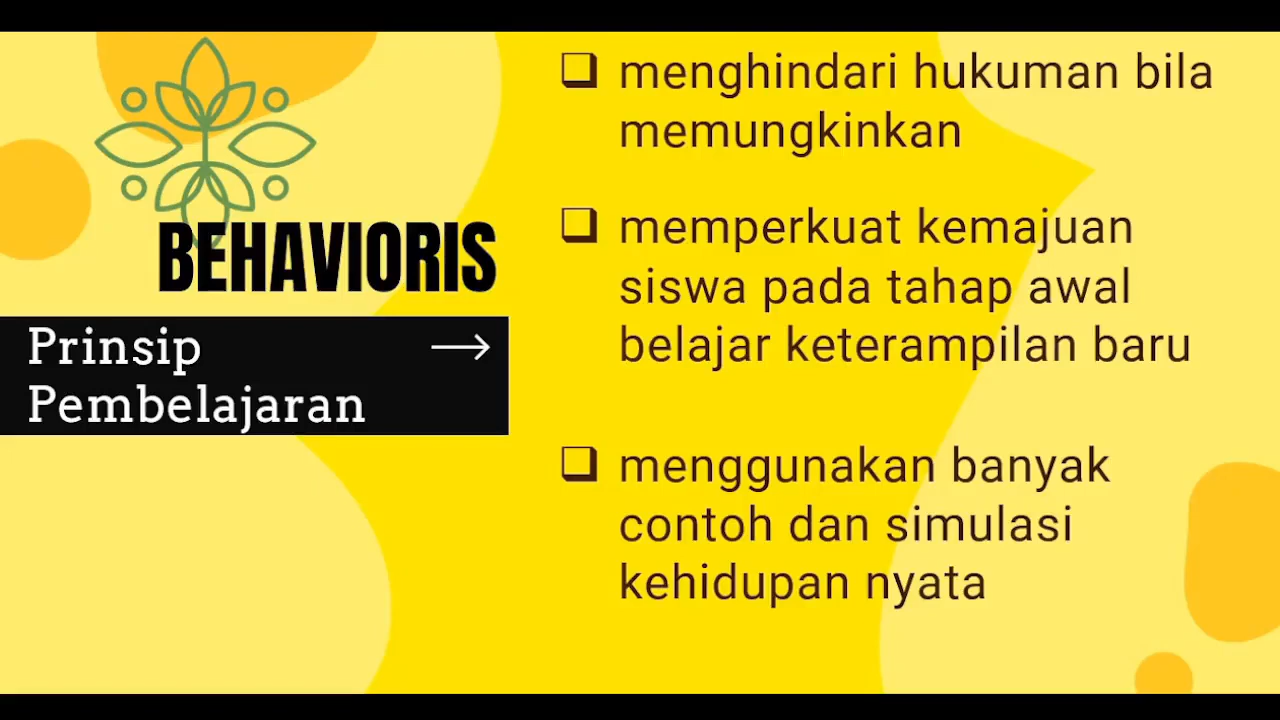 BEHAVIORIS
Prinsip
Pembelajaran
menghindari hukuman bila
memungkinkan
memperkuat kemajuan
siswa pada tahap awal
belajar keterampilan baru
menggunakan banyak
contoh dan simulasi
kehidupan nyata